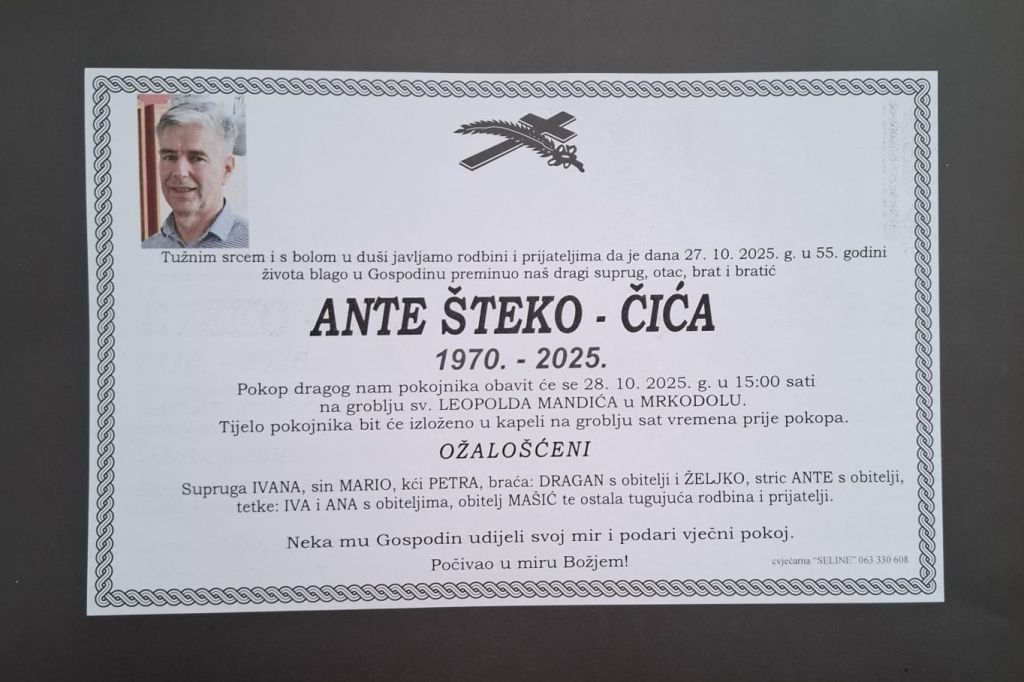 Tužnim srcem i s bolom u duši javljamo rodbini i prijateljima da je dana 27. 10. 2025. g. u 55. godini
života blago u Gospodinu preminuo naš dragi suprug, otac, brat i bratić
ANTE ŠTEKO - ČIĆA
1970. - 2025.
Pokop dragog nam pokojnika obavit će se 28. 10. 2025. g. u 15:00 sati
na groblju sv. LEOPOLDA MANDIĆA u MRKODOLU.
Tijelo pokojnika bit će izloženo u kapeli na groblju sat vremena prije pokopa.
OŽALOŠĆENI
Supruga IVANA, sin MARIO, kći PETRA, braća: DRAGAN s obitelji i ŽELJKO, stric ANTE s obitelji,
tetke: IVA i ANA s obiteljima, obitelj MAŠIĆ te ostala tugujuća rodbina i prijatelji.
Neka mu Gospodin udijeli svoj mir i podari vječni pokoj.
Počivao u miru Božjem!
cvjećarna "SELINE" 063 330 608